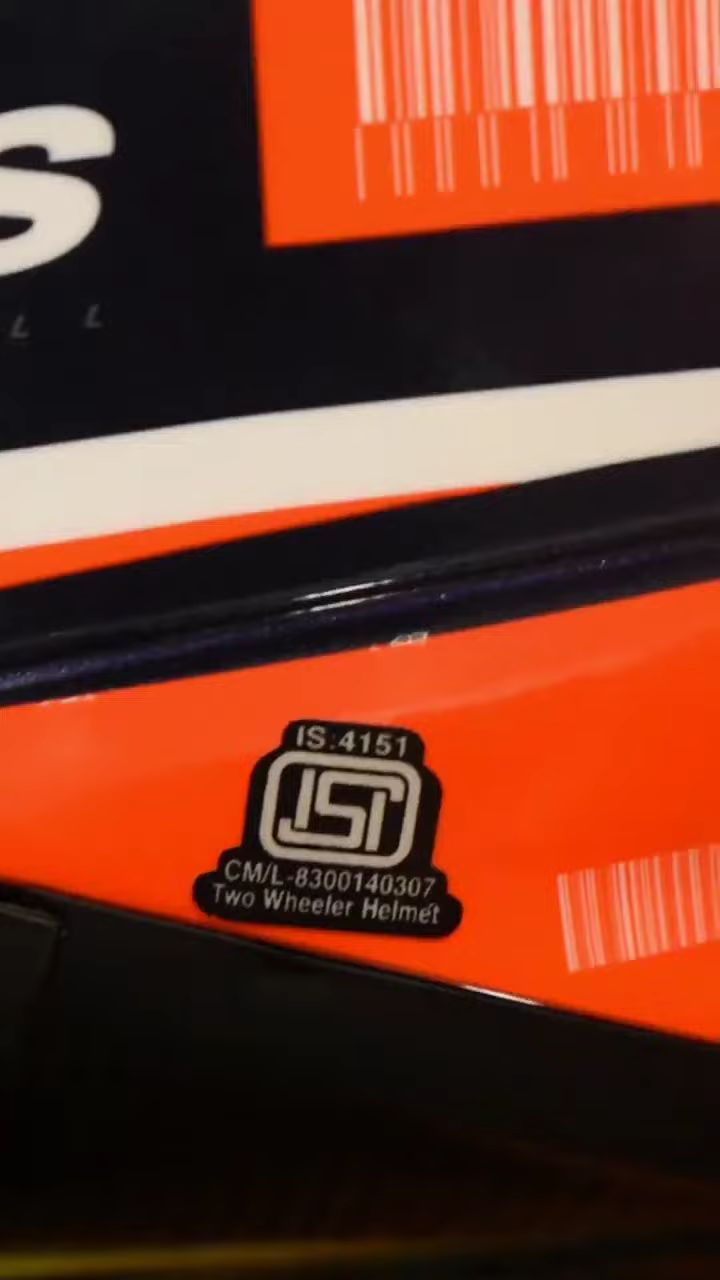 S
L L
IS:4151
ISI
CM/L-8300140307
Two Wheeler Helmet